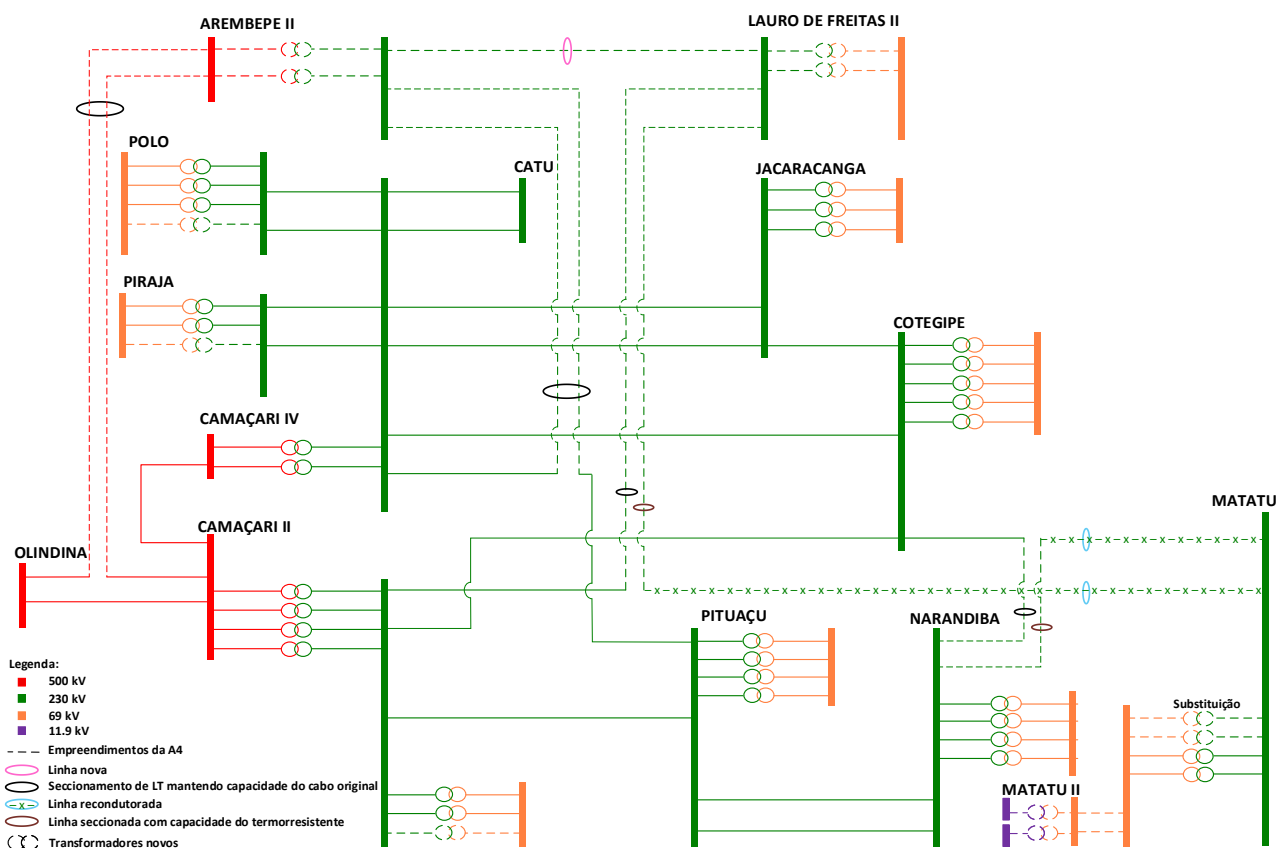 AREMBEPE II
LAURO DE FREITAS II
POLO
CATU
JACARACANGA
PIRAJA
COTEGIPE
CAMAÇARI IV
MATATU
CAMAÇARI II
OLINDINA
PITUAÇU
NARANDIBA
Legenda:
500 kV
230 kV
69 kV
11.9 kV
Empreendimentos da A4
Linha nova
Seccionamento de LT mantendo capacidade do cabo original
Linha recondutorada
Linha seccionada com capacidade do termorresistente
Transformadores novos
Substituição
MATATU II